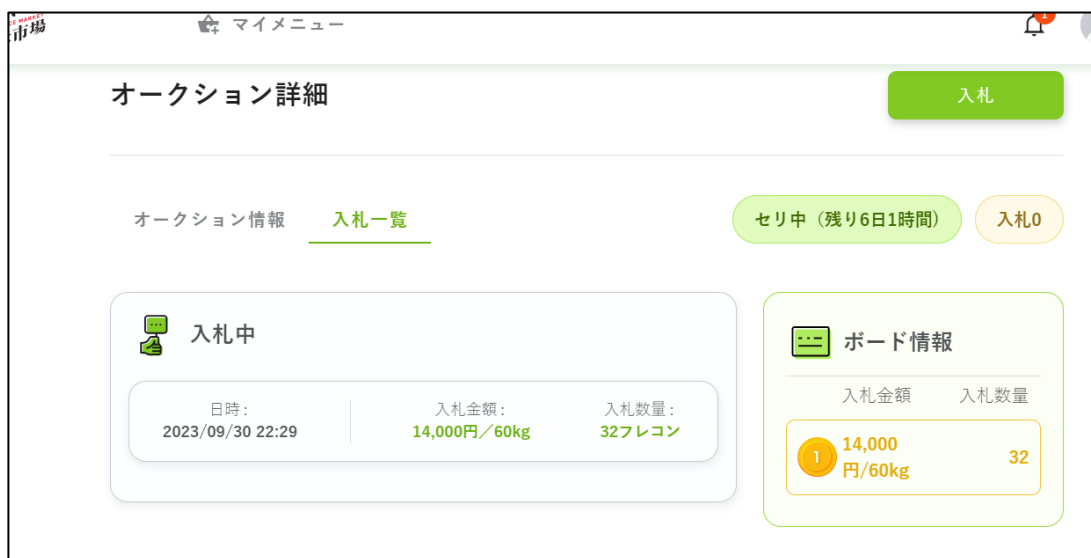 市場
マイメニュー
1
オークション詳細
入札
オークション情報
入札一覧
セリ中（残り6日1時間）
入札0
入札中
日時:
2023/09/30 22:29
入札金額:
14,000円／60kg
入札数量:
32フレコン
ボード情報
入札金額
入札数量
1
14,000
円/60kg
32